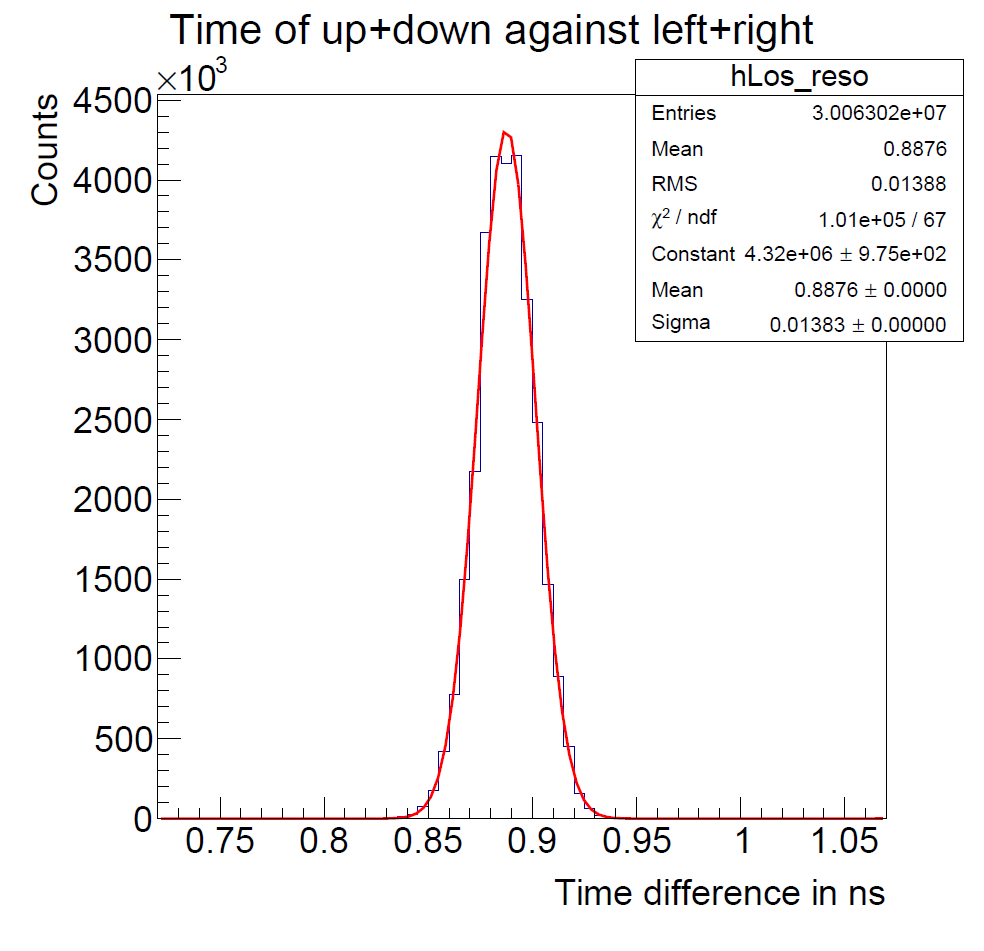 Time of up+down against left+right
×10³
hLos_reso
Entries 3.006302e+07
Mean 0.8876
RMS 0.01388
χ² / ndf 1.01e+05 / 67
Constant 4.32e+06 ± 9.75e+02
Mean 0.8876 ± 0.0000
Sigma 0.01383 ± 0.00000
Counts
4500
4000
3500
3000
2500
2000
1500
1000
500
0
0.75 0.8 0.85 0.9 0.95 1 1.05
Time difference in ns